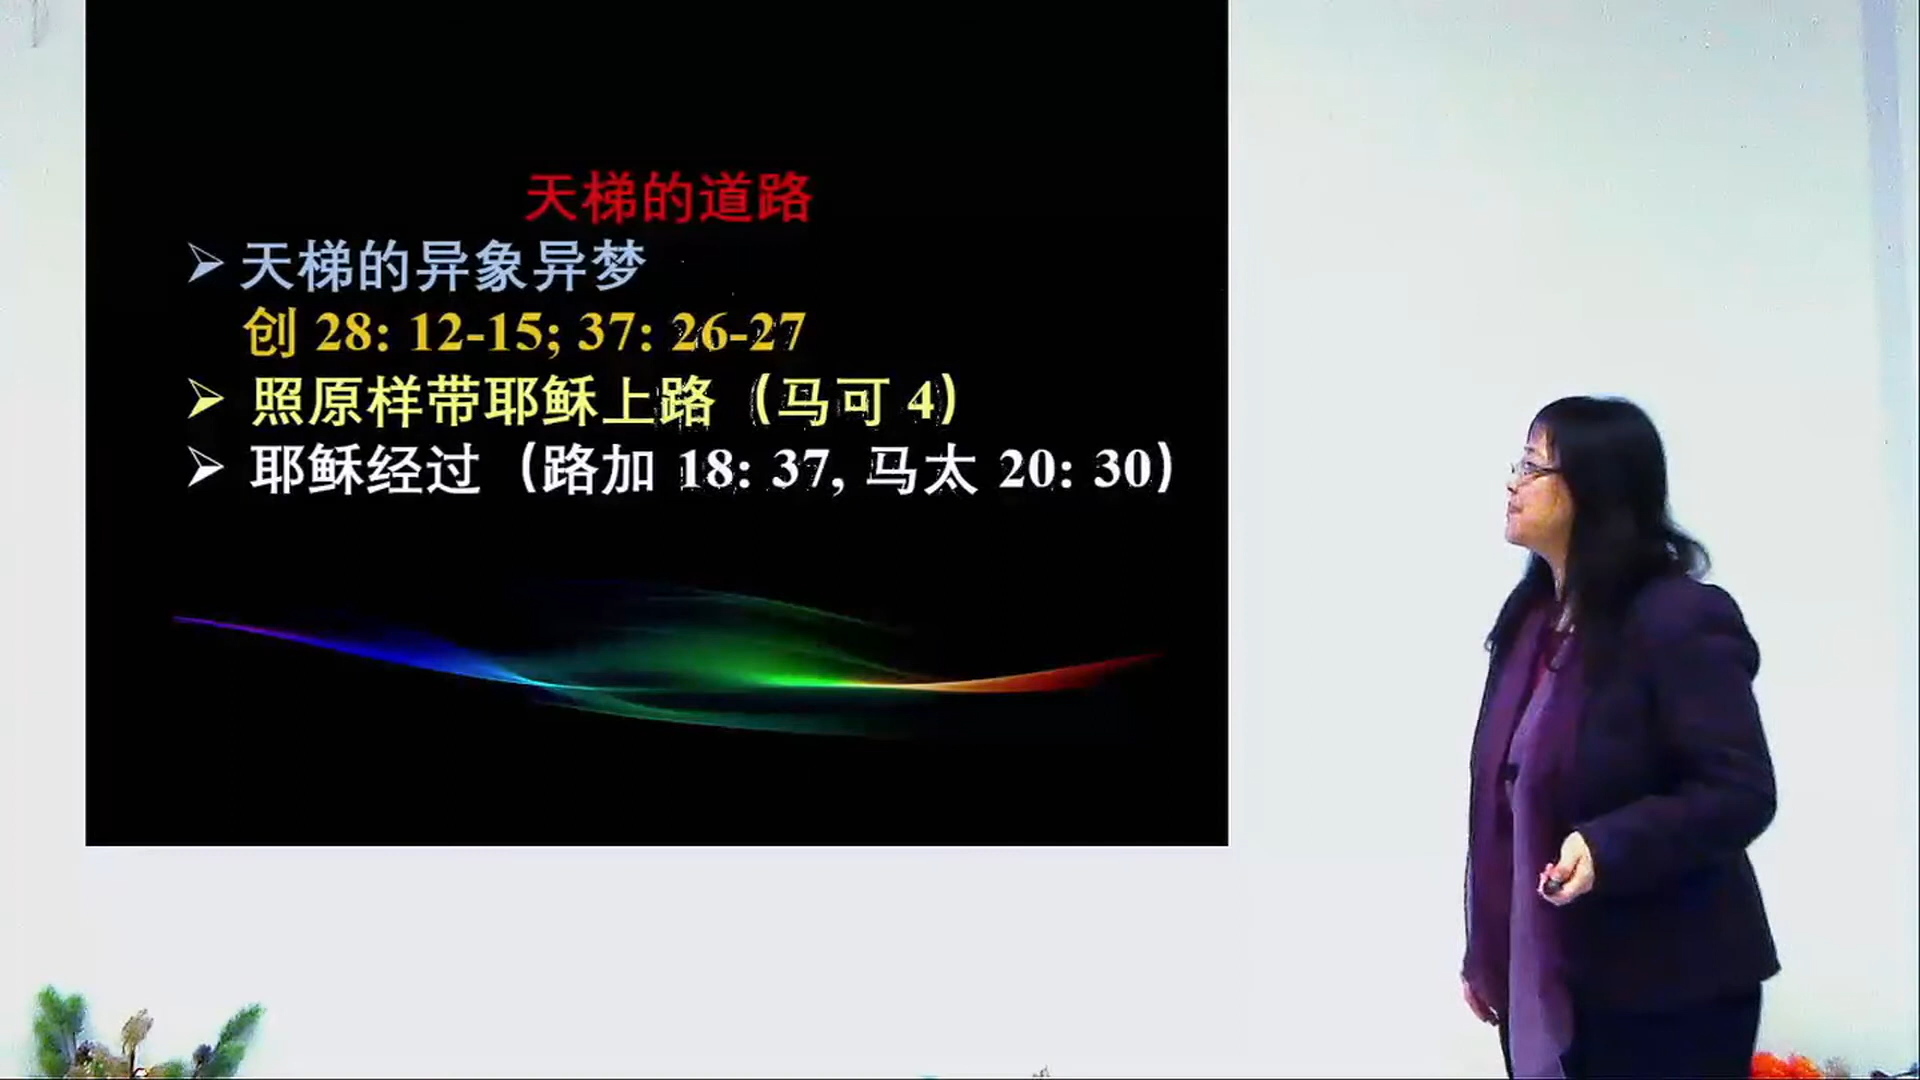 天梯的道路
➢ 天梯的异象异梦
创 28: 12-15; 37: 26-27
➢ 照原样带耶稣上路（马可 4）
➢ 耶稣经过（路加 18: 37, 马太 20: 30）